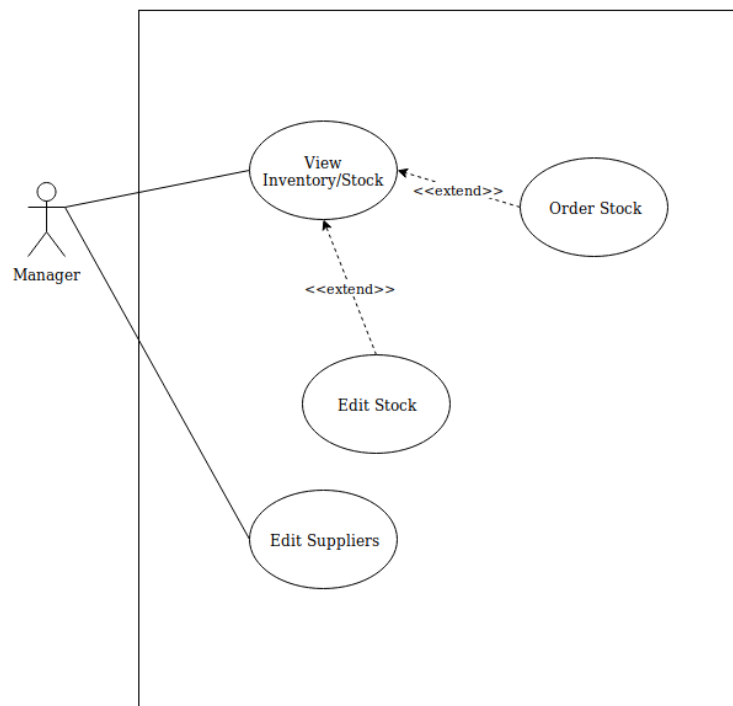 View
Inventory/Stock
<<extend>>
Order Stock
Manager
<<extend>>
Edit Stock
Edit Suppliers